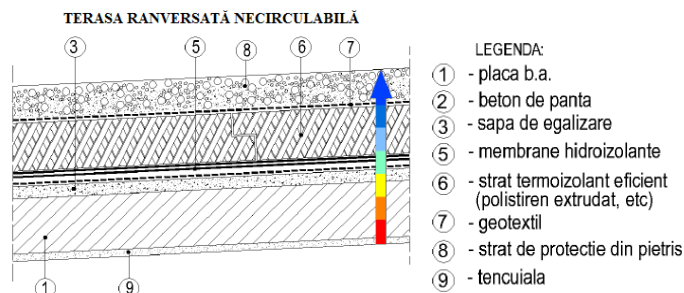 TERASA RANVERSATĂ NECIRCULABILĂ
3 5 8 6 7
1 9
LEGENDA:
1 - placa b.a.
2 - beton de panta
3 - sapa de egalizare
5 - membrane hidroizolante
6 - strat termoizolant eficient
(polistiren extrudat, etc)
7 - geotextil
8 - strat de protectie din pietris
9 - tencuiala